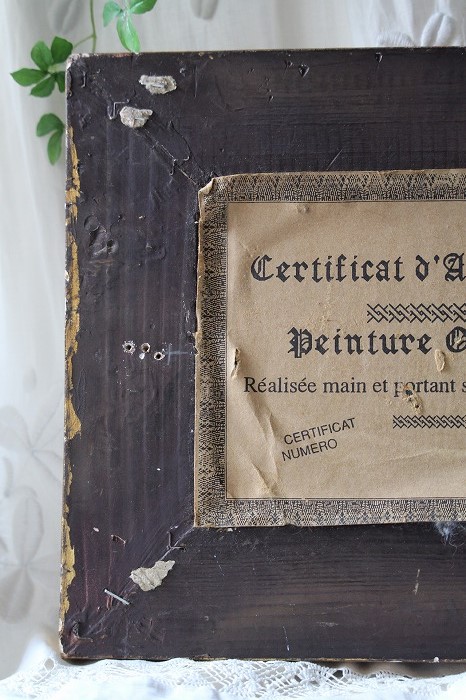 Certificat d'A
Peinture O
Réalisée main et portant s
CERTIFICAT
NUMERO